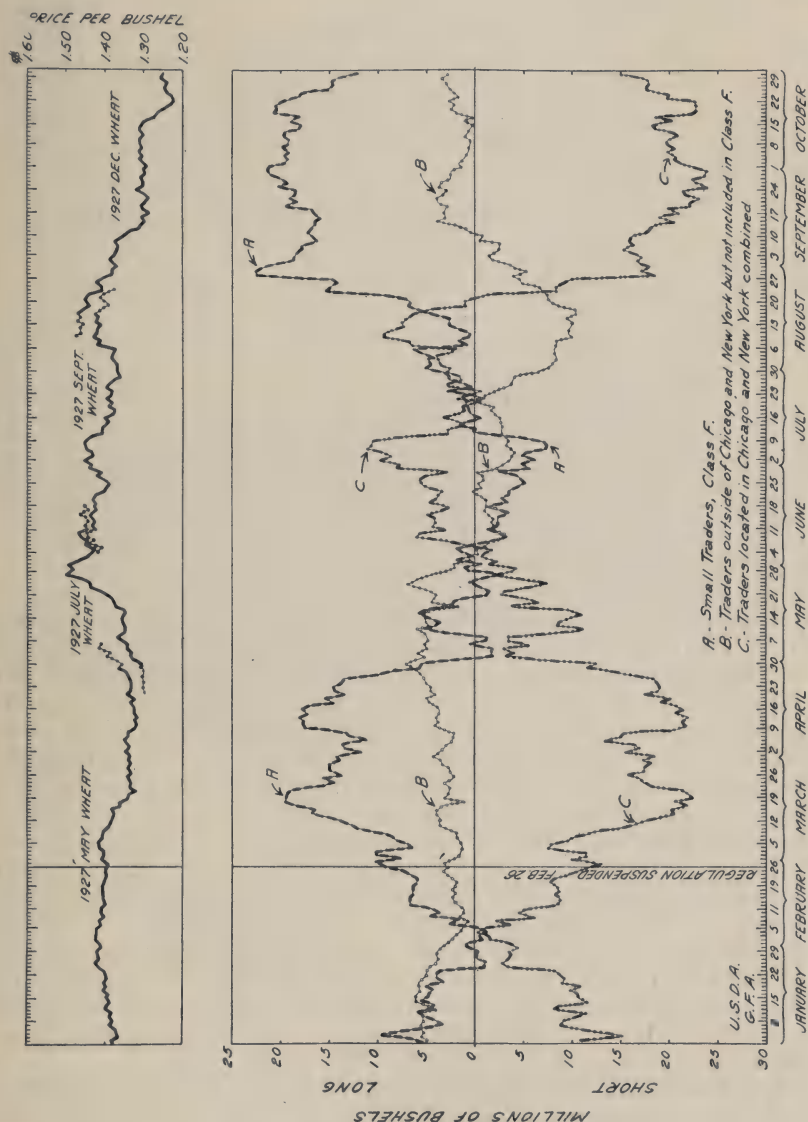 PRICE PER BUSHEL
$
1.60
1.50
1.40
1.30
1.20
1927 MAY WHEAT
1927 JULY
WHEAT
1927 SEPT.
WHEAT
1927 DEC. WHEAT
MILLIONS OF BUSHELS
LONG
SHORT
25
20
15
10
5
0
5
10
15
20
25
30
A
B
C
C
B
A
A
B
C
REGULATION SUSPENDED FEB 26
U.S.D.A.
G.F.A.
A.- Small Traders, Class F.
B.- Traders outside of Chicago and New York but not included in Class F.
C.- Traders located in Chicago and New York combined
8 15 22 29 5 11 19 26 5 12 19 26 2 9 16 23 30 7 14 21 28 4 11 18 25 2 9 16 23 30 6 13 20 27 3 10 17 24 1 8 15 22 29
JANUARY FEBRUARY MARCH APRIL MAY JUNE JULY AUGUST SEPTEMBER OCTOBER